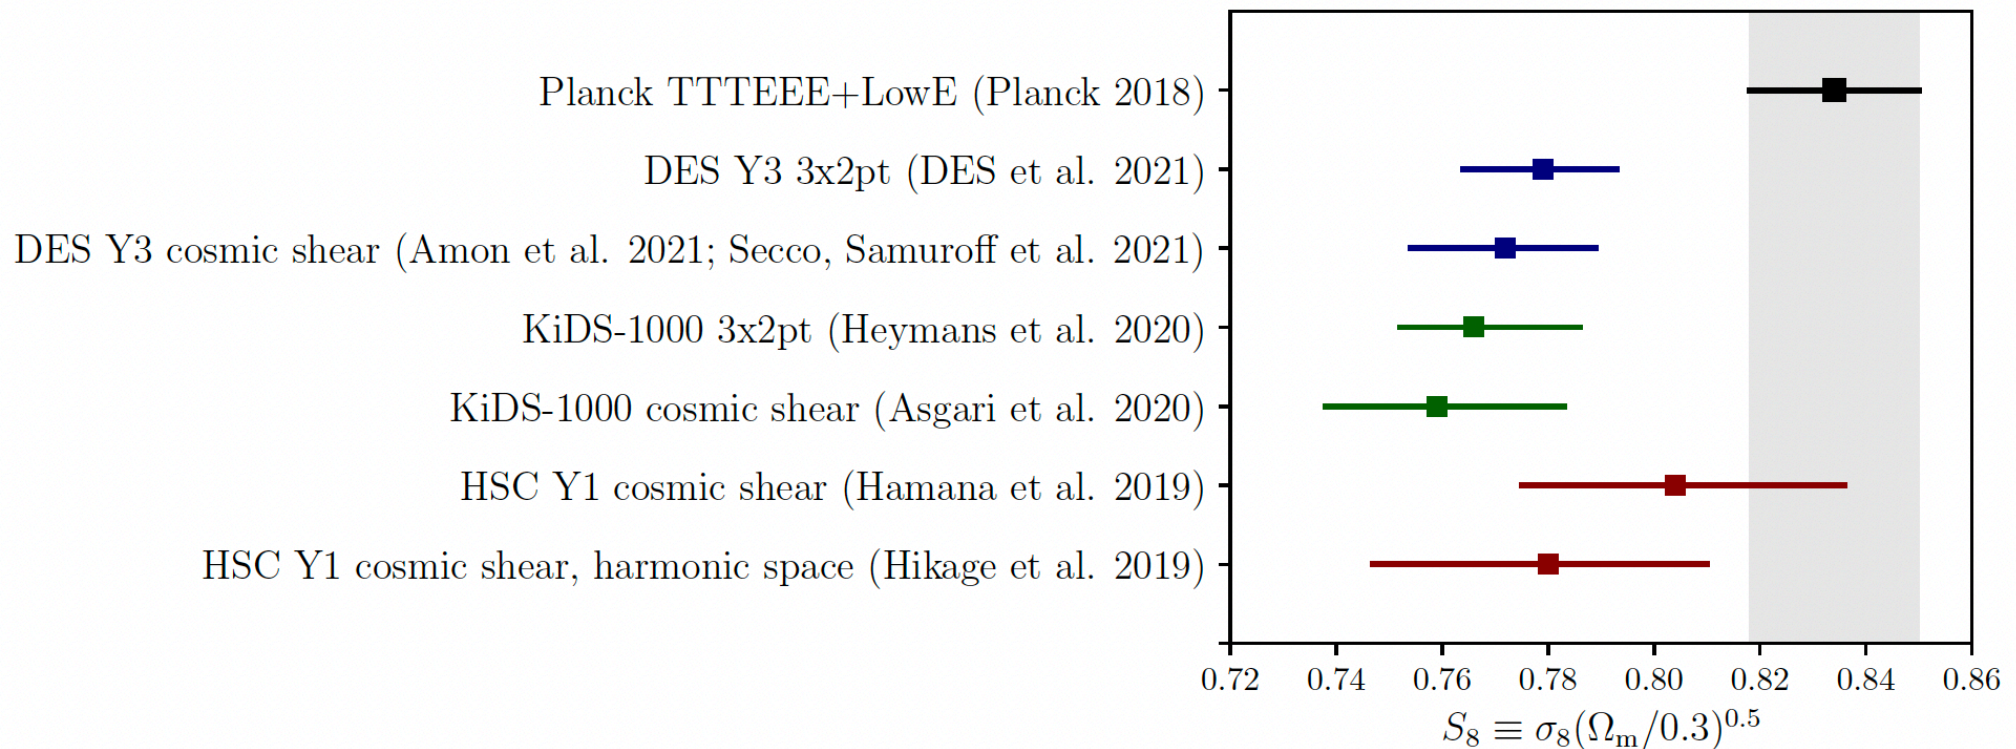 Planck TTTEEE+LowE (Planck 2018)
DES Y3 3x2pt (DES et al. 2021)
DES Y3 cosmic shear (Amon et al. 2021; Secco, Samuroff et al. 2021)
KiDS-1000 3x2pt (Heymans et al. 2020)
KiDS-1000 cosmic shear (Asgari et al. 2020)
HSC Y1 cosmic shear (Hamana et al. 2019)
HSC Y1 cosmic shear, harmonic space (Hikage et al. 2019)
0.72 0.74 0.76 0.78 0.80 0.82 0.84 0.86
S₈ ≡ σ₈(Ωₘ/0.3)⁰·⁵